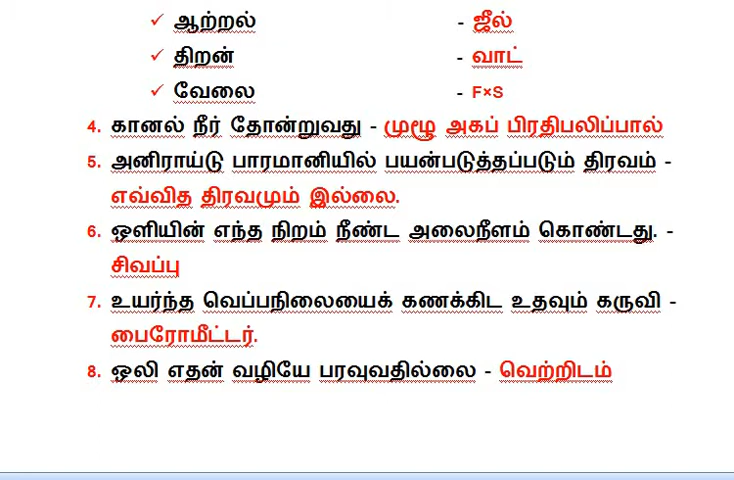 ✓ ஆற்றல் - ஜீல்
✓ திறன் - வாட்
✓ வேலை - F×S
4. கானல் நீர் தோன்றுவது - முழு அகப் பிரதிபலிப்பால்
5. அனிராய்டு பாரமானியில் பயன்படுத்தப்படும் திரவம் -
எவ்வித திரவமும் இல்லை.
6. ஒளியின் எந்த நிறம் நீண்ட அலைநீளம் கொண்டது. -
சிவப்பு
7. உயர்ந்த வெப்பநிலையைக் கணக்கிட உதவும் கருவி -
பைரோமீட்டர்.
8. ஒலி எதன் வழியே பரவுவதில்லை - வெற்றிடம்